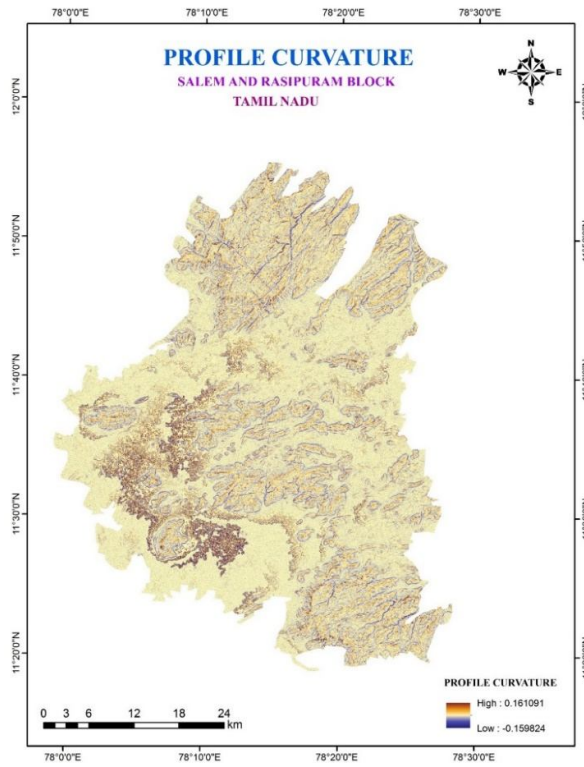 78°0'0"E 78°10'0"E 78°20'0"E 78°30'0"E
PROFILE CURVATURE
SALEM AND RASIPURAM BLOCK
TAMIL NADU
N
W E
S
12°0'0"N
11°50'0"N
11°40'0"N
11°30'0"N
11°20'0"N
PROFILE CURVATURE
High : 0.161091
Low : -0.159824
0 3 6 12 18 24
km
78°0'0"E 78°10'0"E 78°20'0"E 78°30'0"E